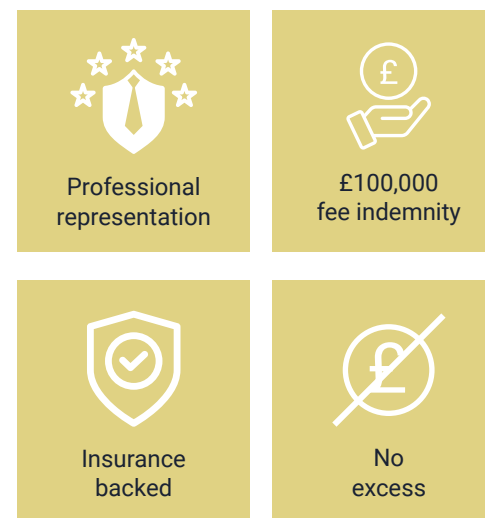 £
Professional
representation
£100,000
fee indemnity
£
Insurance
backed
No
excess